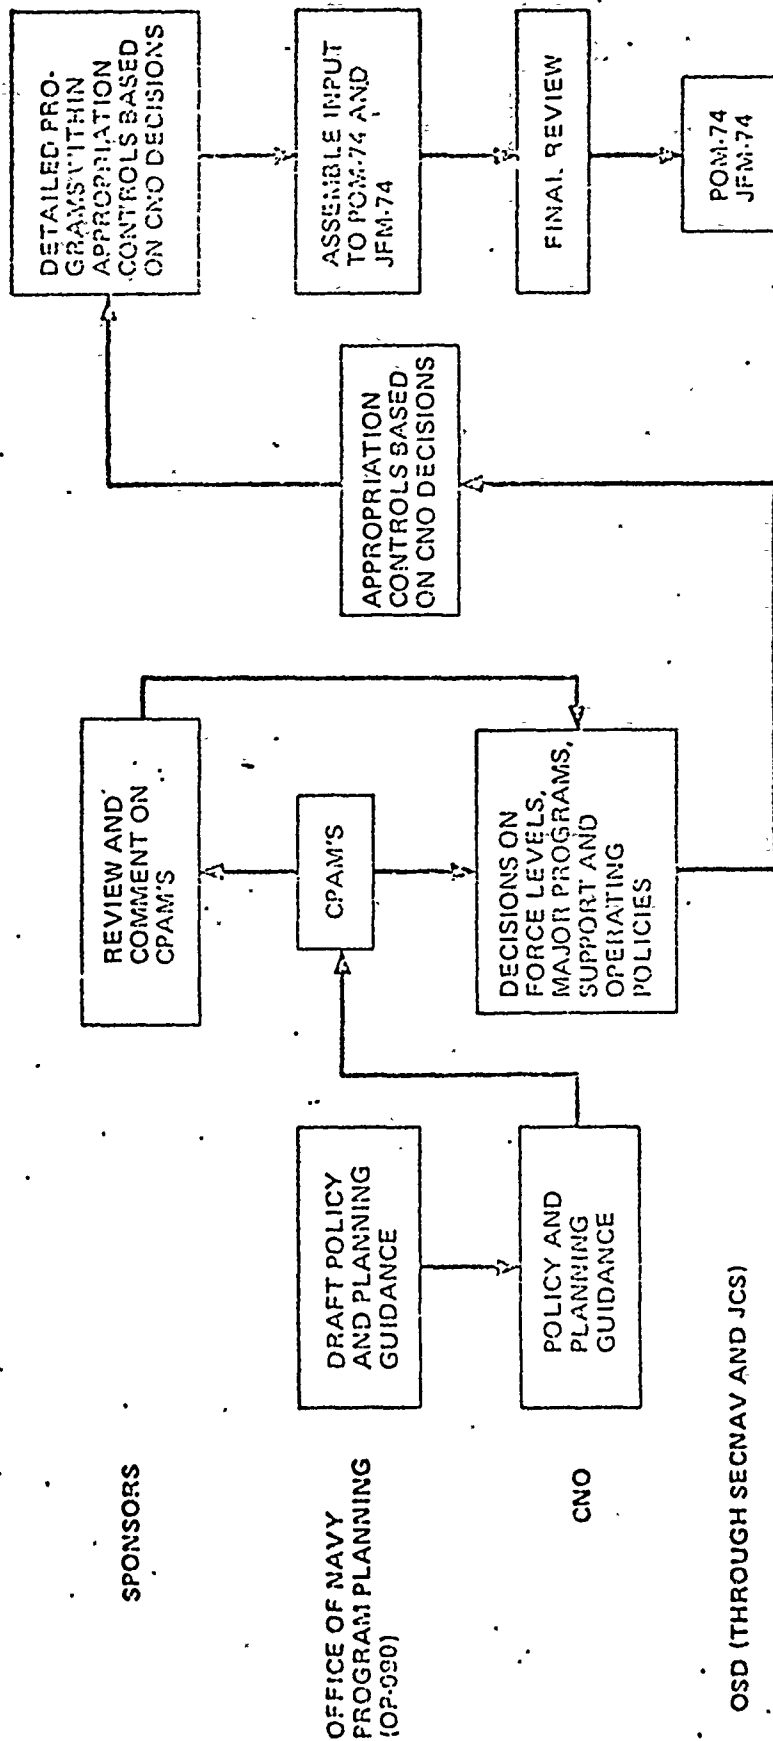 SPONSORS
OFFICE OF NAVY
PROGRAM PLANNING
(OP-090)
CNO
OSD (THROUGH SECNAV AND JCS)
DRAFT POLICY
AND PLANNING
GUIDANCE
POLICY AND
PLANNING
GUIDANCE
REVIEW AND
COMMENT ON
CPAM'S
CPAM'S
DECISIONS ON
FORCE LEVELS,
MAJOR PROGRAMS,
SUPPORT AND
OPERATING
POLICIES
APPROPRIATION
CONTROLS BASED
ON CNO DECISIONS
DETAILED PRO-
GRAMS WITHIN
APPROPRIATION
CONTROLS BASED
ON CNO DECISIONS
ASSEMBLE INPUT
TO POM-74 AND
JFM-74
FINAL REVIEW
POM-74
JFM-74